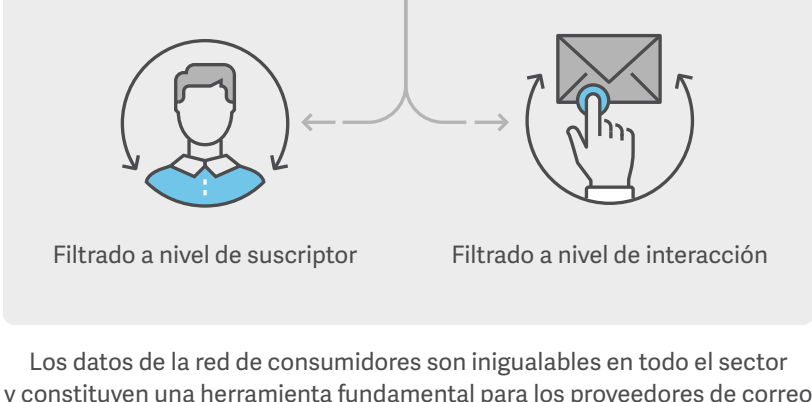 Filtrado a nivel de suscriptor
Filtrado a nivel de interacción
Los datos de la red de consumidores son inigualables en todo el sector
y constituyen una herramienta fundamental para los proveedores de correo